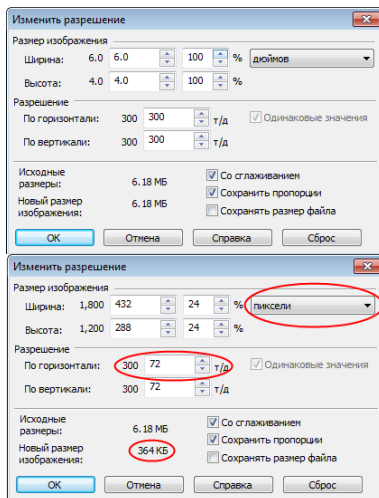 Изменить разрешение
Размер изображения
Ширина: 6.0 6.0 100 % дюймов
Высота: 4.0 4.0 100 %
Разрешение
По горизонтали: 300 300 т/д Одинаковые значения
По вертикали: 300 300 т/д
Исходные размеры: 6.18 МБ Со сглаживанием
Сохранить пропорции
Новый размер изображения: 6.18 МБ Сохранять размер файла
ОК Отмена Справка Сброс
Изменить разрешение
Размер изображения
Ширина: 1,800 432 24 % пиксели
Высота: 1,200 288 24 %
Разрешение
По горизонтали: 300 72 т/д Одинаковые значения
По вертикали: 300 72 т/д
Исходные размеры: 6.18 МБ Со сглаживанием
Сохранить пропорции
Новый размер изображения: 364 КБ Сохранять размер файла
ОК Отмена Справка Сброс